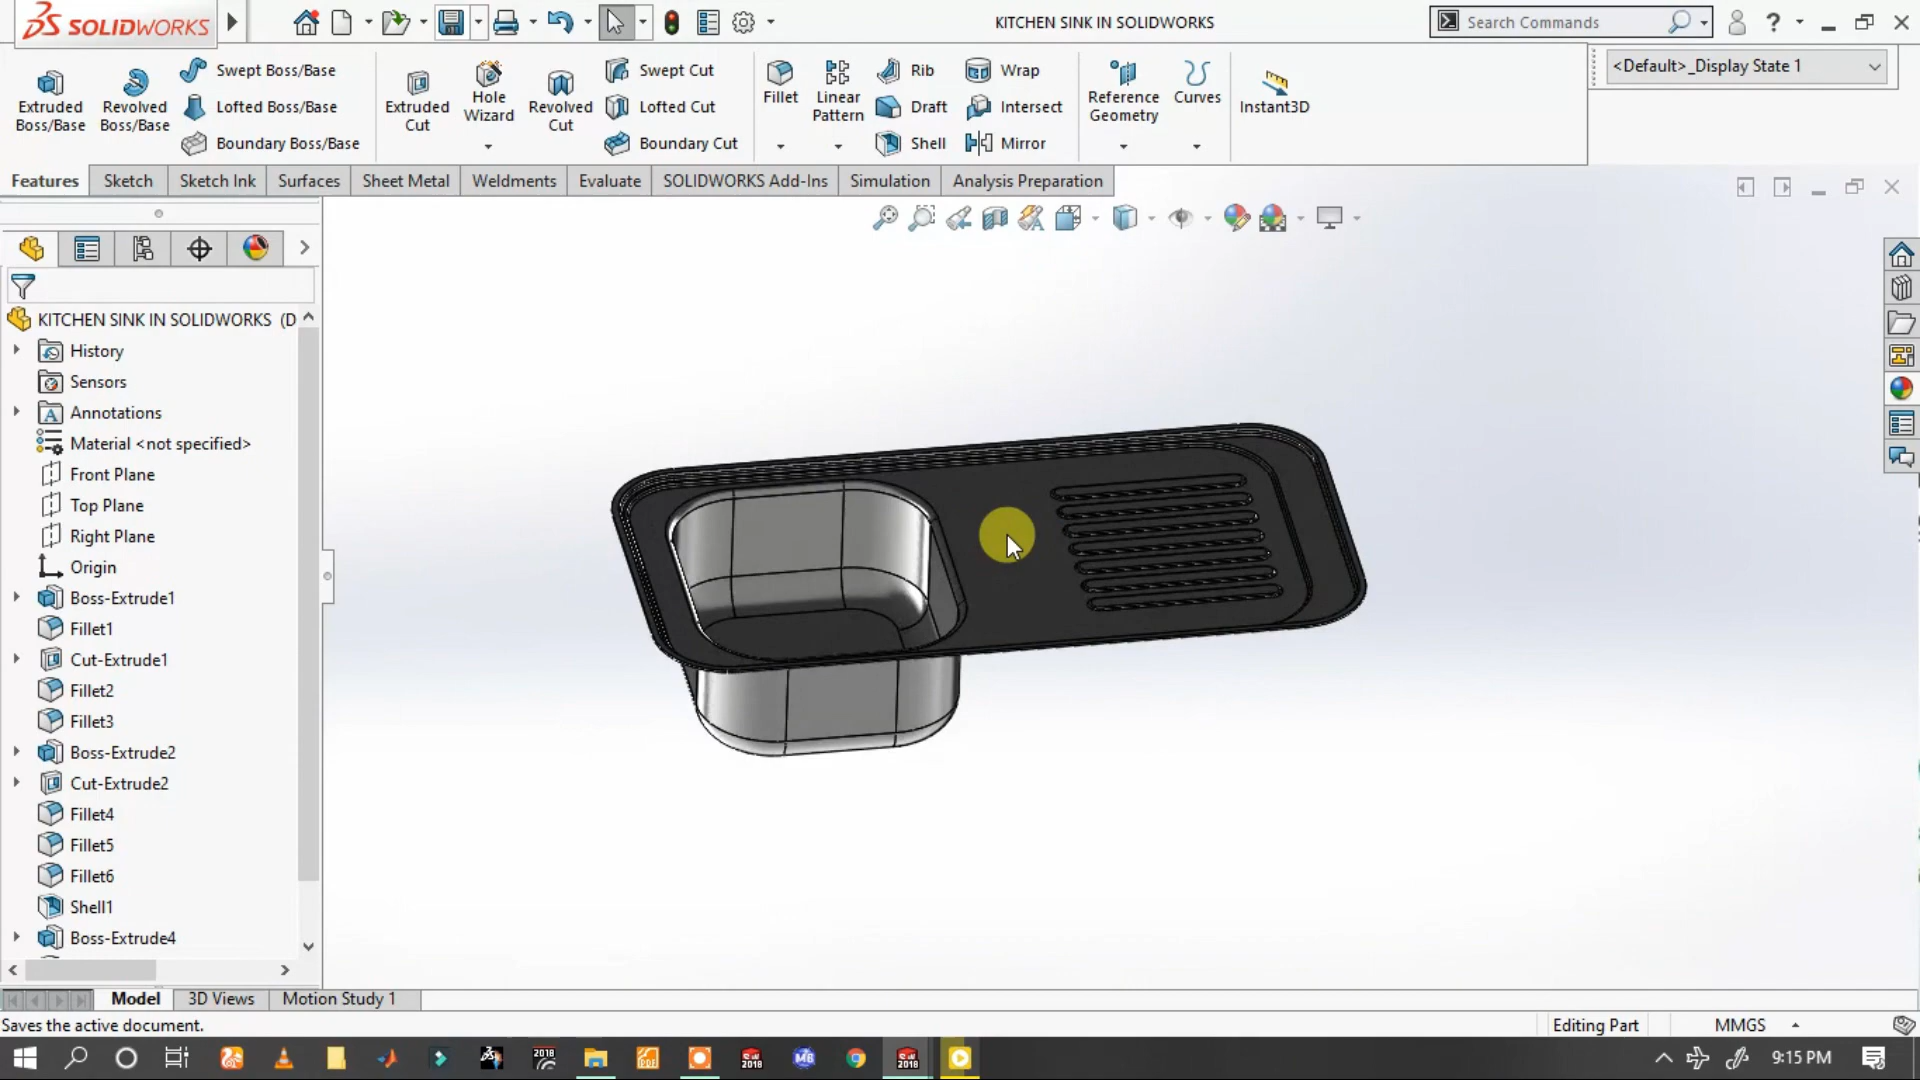 SOLIDWORKS
KITCHEN SINK IN SOLIDWORKS
Search Commands
Extruded Boss/Base
Revolved Boss/Base
Swept Boss/Base
Lofted Boss/Base
Boundary Boss/Base
Extruded Cut
Hole Wizard
Revolved Cut
Swept Cut
Lofted Cut
Boundary Cut
Fillet
Linear Pattern
Rib
Draft
Shell
Wrap
Intersect
Mirror
Reference Geometry
Curves
Instant3D
<Default>_Display State 1
Features
Sketch
Sketch Ink
Surfaces
Sheet Metal
Weldments
Evaluate
SOLIDWORKS Add-Ins
Simulation
Analysis Preparation
KITCHEN SINK IN SOLIDWORKS (D
History
Sensors
Annotations
Material <not specified>
Front Plane
Top Plane
Right Plane
Origin
Boss-Extrude1
Fillet1
Cut-Extrude1
Fillet2
Fillet3
Boss-Extrude2
Cut-Extrude2
Fillet4
Fillet5
Fillet6
Shell1
Boss-Extrude4
Model
3D Views
Motion Study 1
Saves the active document.
Editing Part
MMGS
9:15 PM